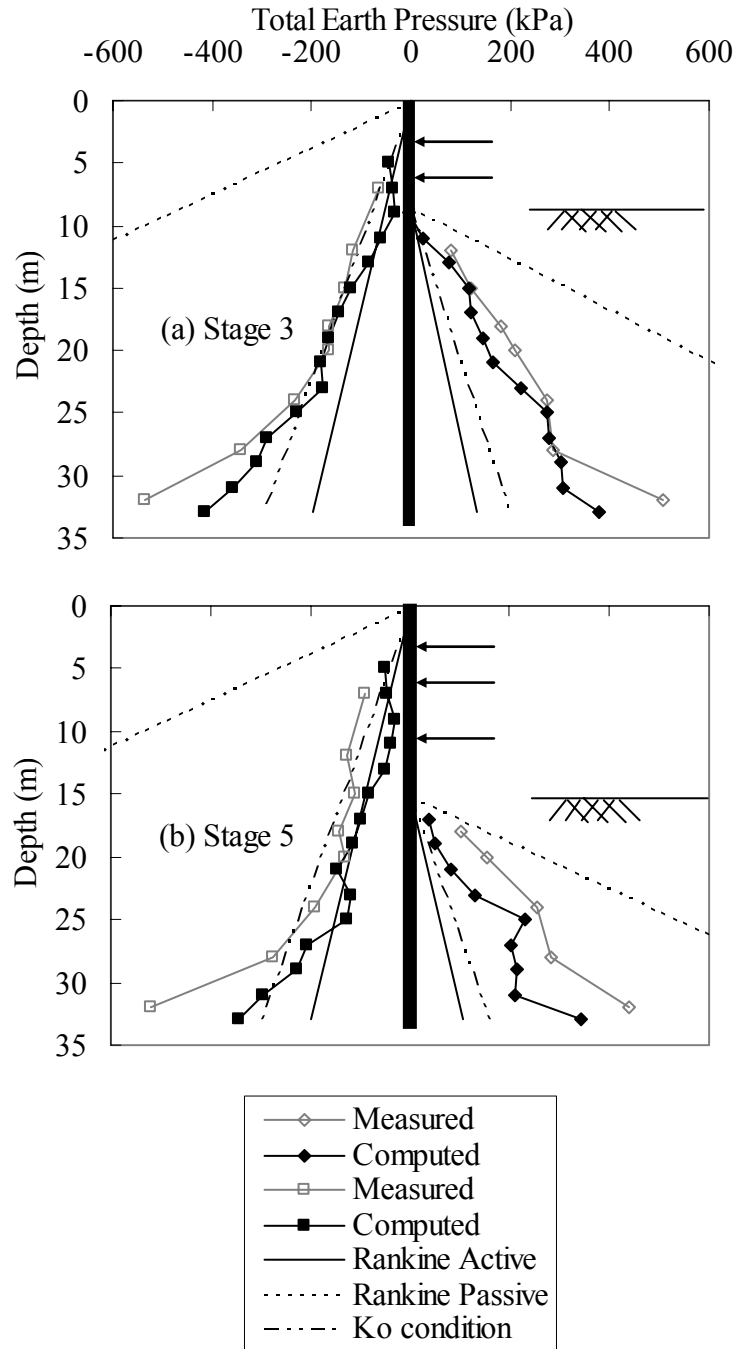 Total Earth Pressure (kPa)
-600 -400 -200 0 200 400 600
0
5
10
15
20
25
30
35
Depth (m)
(a) Stage 3
0
5
10
15
20
25
30
35
Depth (m)
(b) Stage 5
Measured
Computed
Measured
Computed
Rankine Active
Rankine Passive
Ko condition